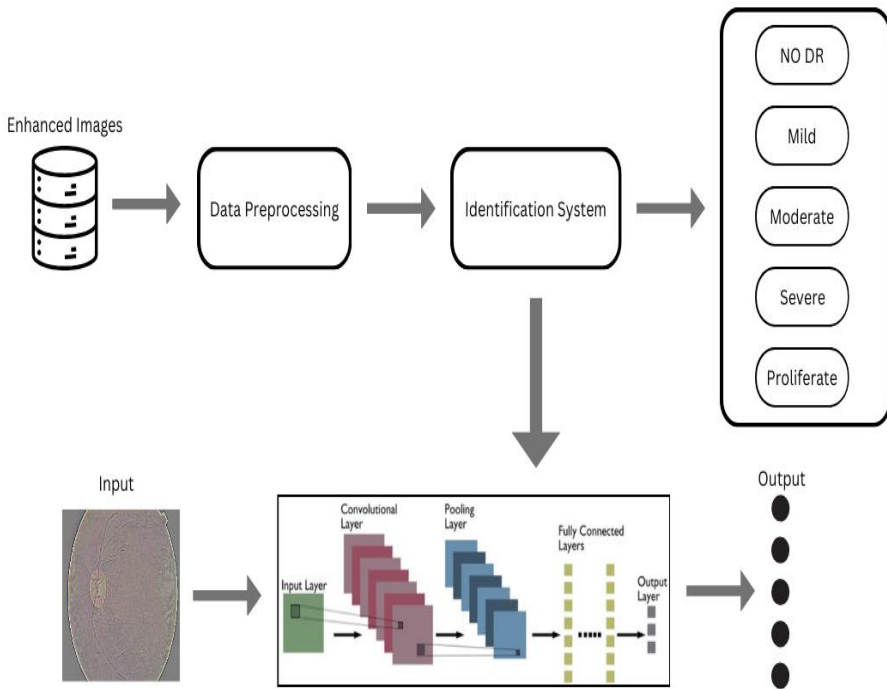 NO DR
Enhanced Images
Mild
Data Preprocessing
Identification System
Moderate
Severe
Proliferate
Input
Output
Convolutional
Layer
Pooling
Layer
Fully Connected
Layers
Input Layer
Output
Layer